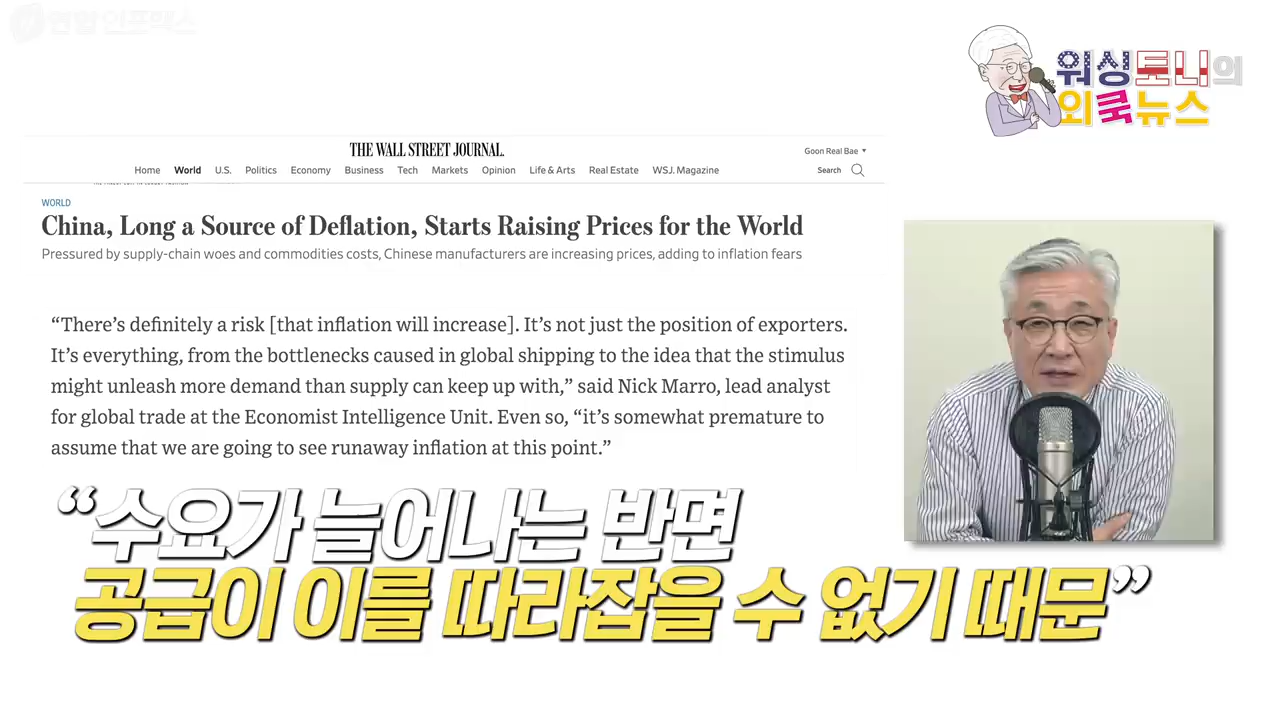 연합인포맥스
워싱토니의
외쿡뉴스
THE WALL STREET JOURNAL.
Goon Real Bae
Home World U.S. Politics Economy Business Tech Markets Opinion Life & Arts Real Estate WSJ. Magazine
Search
WORLD
China, Long a Source of Deflation, Starts Raising Prices for the World
Pressured by supply-chain woes and commodities costs, Chinese manufacturers are increasing prices, adding to inflation fears
“There’s definitely a risk [that inflation will increase]. It’s not just the position of exporters.
It’s everything, from the bottlenecks caused in global shipping to the idea that the stimulus
might unleash more demand than supply can keep up with,” said Nick Marro, lead analyst
for global trade at the Economist Intelligence Unit. Even so, “it’s somewhat premature to
assume that we are going to see runaway inflation at this point.”
“수요가 늘어나는 반면
공급이 이를 따라잡을 수 없기 때문”